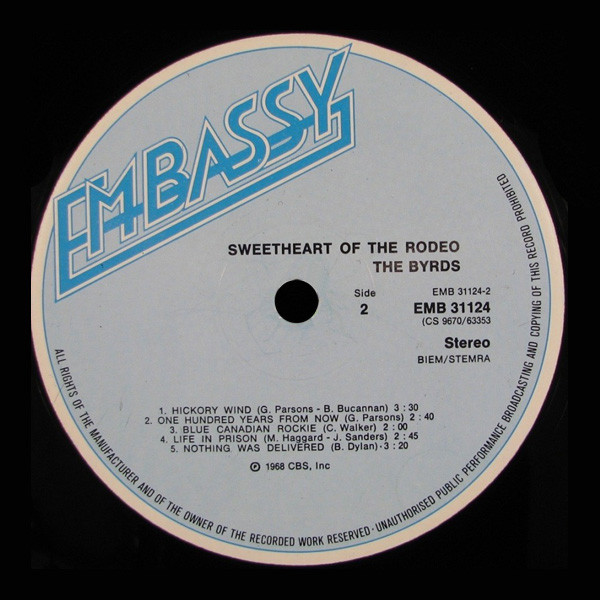 EMBASSY
SWEETHEART OF THE RODEO
THE BYRDS
Side
2
EMB 31124-2
EMB 31124
(CS 9670/63353
Stereo
BIEM/STEMRA
1. HICKORY WIND (G. Parsons - B. Bucannan) 3 : 30
2. ONE HUNDRED YEARS FROM NOW (G. Parsons) 2 : 40
3. BLUE CANADIAN ROCKIE (C. Walker) 2 : 00
4. LIFE IN PRISON (M. Haggard - J. Sanders) 2 : 45
5. NOTHING WAS DELIVERED (B. Dylan)-3 : 20
℗ 1968 CBS, Inc
ALL RIGHTS OF THE MANUFACTURER AND OF THE OWNER OF THE RECORDED WORK RESERVED · UNAUTHORISED PUBLIC PERFORMANCE BROADCASTING AND COPYING OF THIS RECORD PROHIBITED